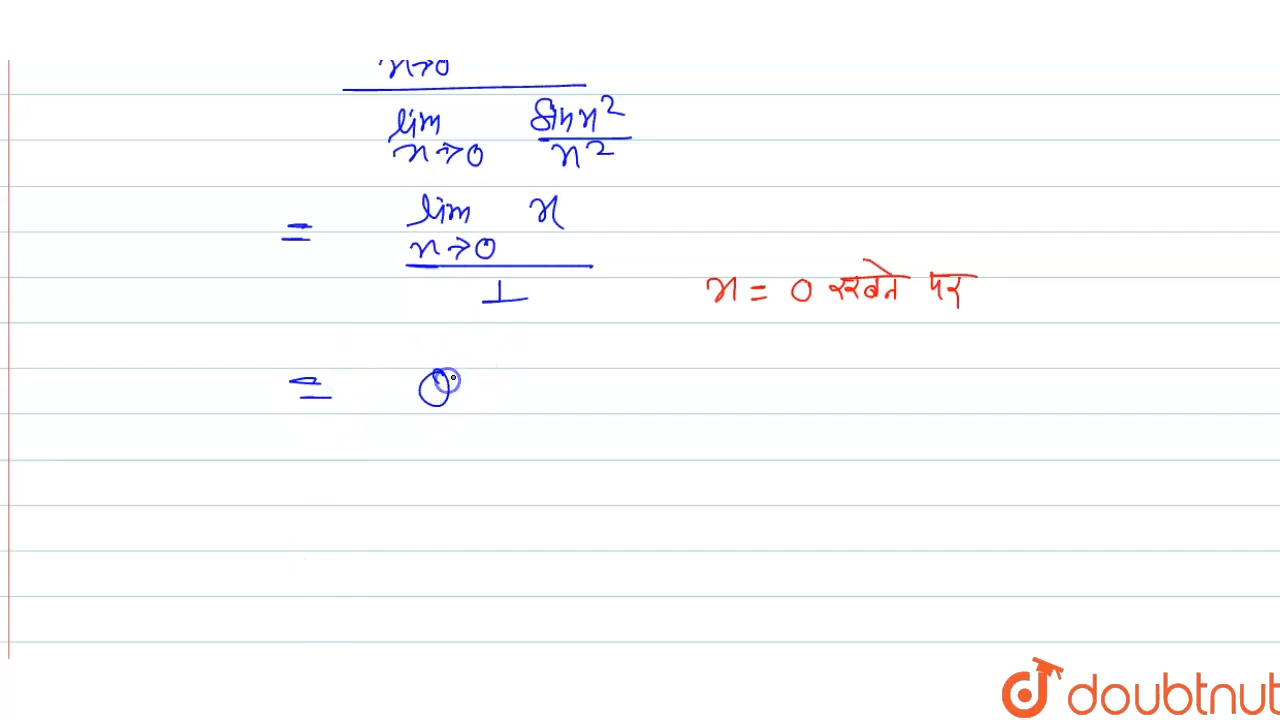 x→0
lim sin x²
x→0 x²
= lim x
x→0
1
x = 0 रखने पर
= 0
doubtnut